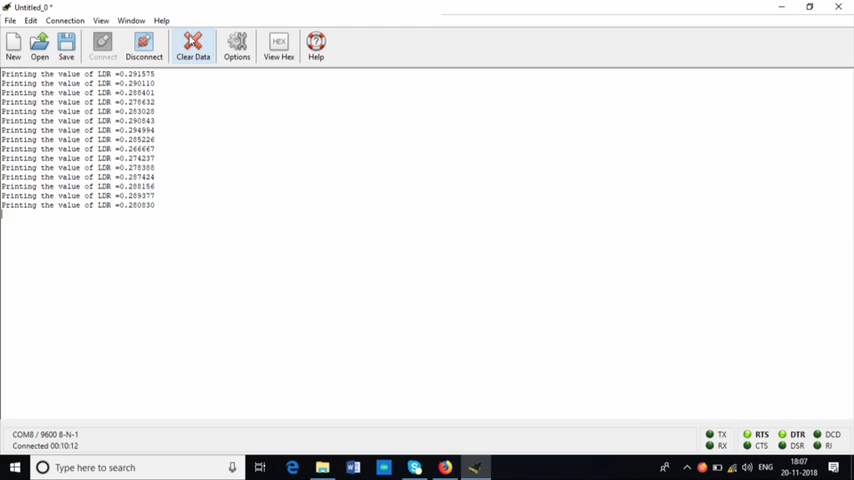 Untitled_0 *
File Edit Connection View Window Help
New Open Save Connect Disconnect Clear Data Options HEX View Hex Help
Printing the value of LDR =0.291575
Printing the value of LDR =0.290110
Printing the value of LDR =0.288401
Printing the value of LDR =0.278632
Printing the value of LDR =0.283028
Printing the value of LDR =0.290843
Printing the value of LDR =0.294994
Printing the value of LDR =0.285226
Printing the value of LDR =0.266667
Printing the value of LDR =0.274237
Printing the value of LDR =0.278388
Printing the value of LDR =0.287424
Printing the value of LDR =0.288156
Printing the value of LDR =0.289377
Printing the value of LDR =0.280830
COM8 / 9600 8-N-1
Connected 00:10:12
TX RTS DTR DCD
RX CTS DSR RI
Type here to search
ENG
18:07
20-11-2018